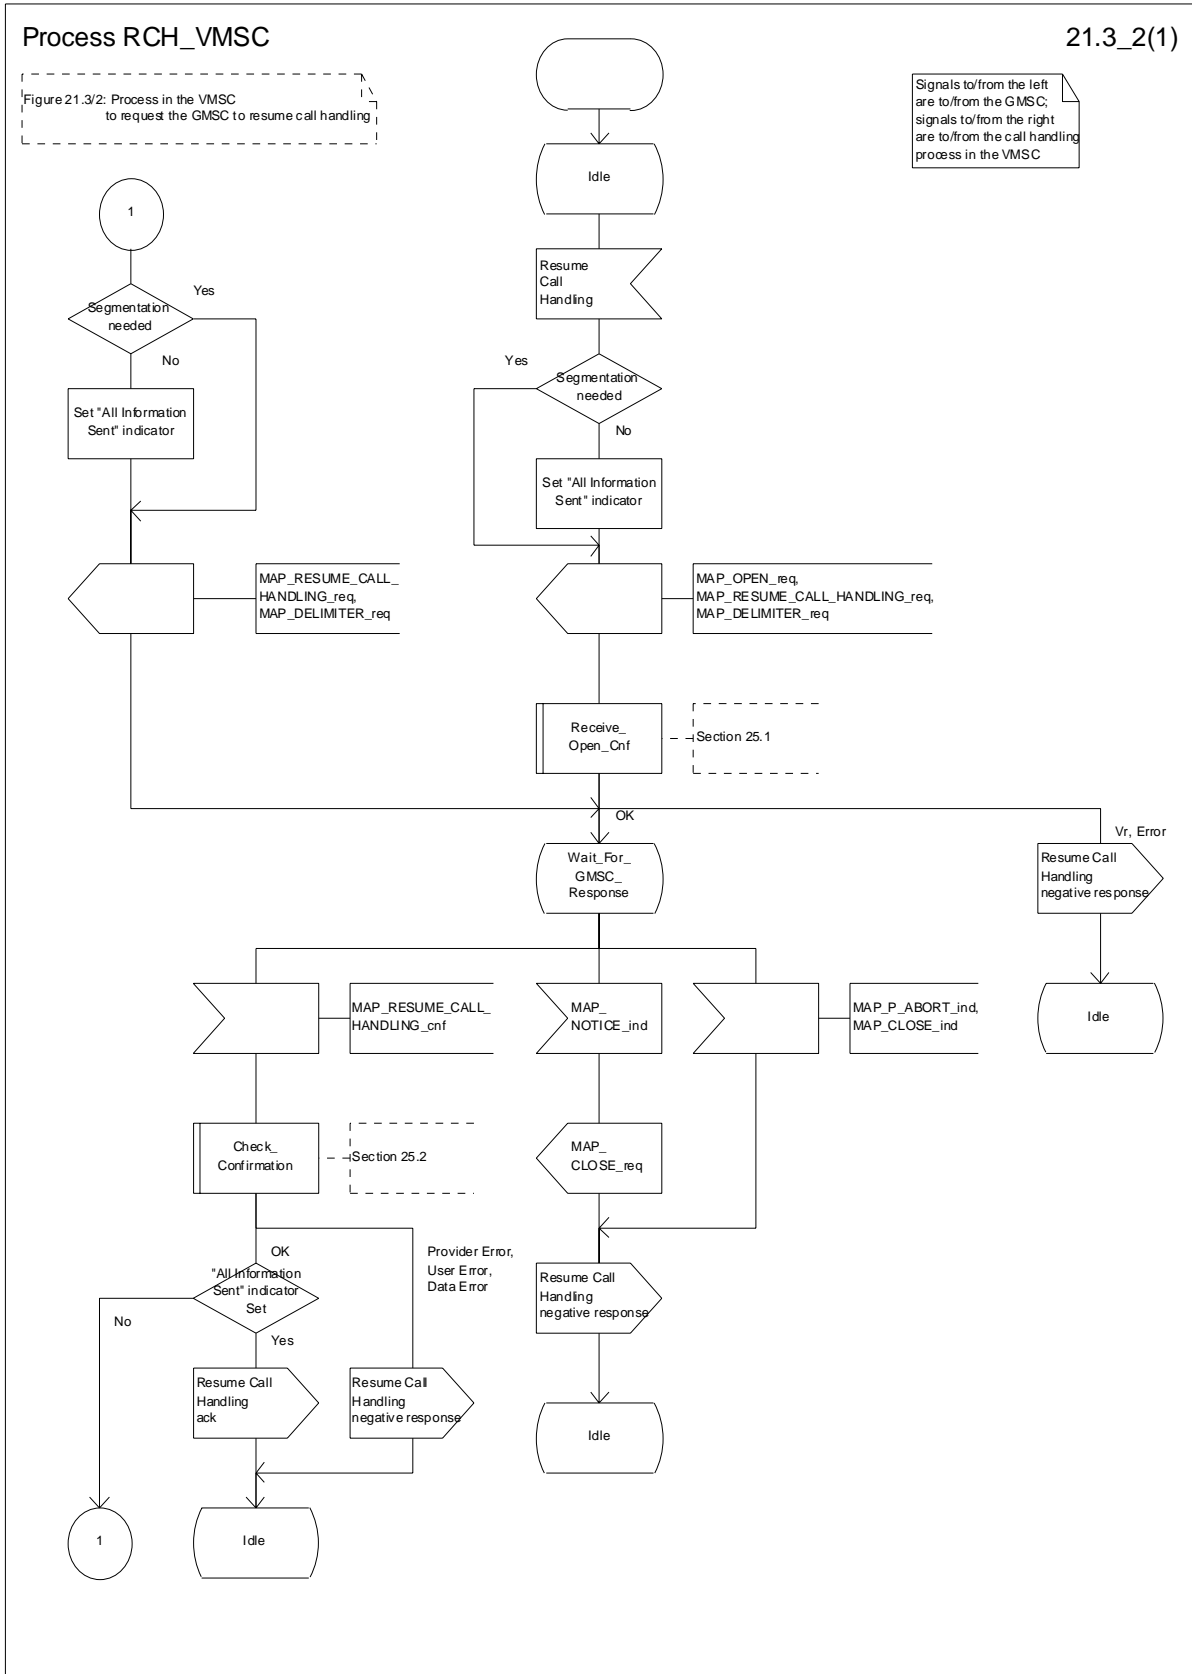 Process RCH_VMSC
21.3_2(1)
Figure 21.3/2: Process in the VMSC
to request the GMSC to resume call handling
Signals to/from the left
are to/from the GMSC;
signals to/from the right
are to/from the call handling
process in the VMSC
Idle
1
Resume
Call
Handling
Segmentation
needed
Yes
No
Yes
Segmentation
needed
No
Set "All Information
Sent" indicator
Set "All Information
Sent" indicator
MAP_RESUME_CALL_
HANDLING_req,
MAP_DELIMITER_req
MAP_OPEN_req,
MAP_RESUME_CALL_HANDLING_req,
MAP_DELIMITER_req
Receive_
Open_Cnf
Section 25.1
OK
Vr, Error
Wait_For_
GMSC_
Response
Resume Call
Handling
negative response
MAP_RESUME_CALL_
HANDLING_cnf
MAP_
NOTICE_ind
MAP_P_ABORT_ind,
MAP_CLOSE_ind
Idle
Check_
Confirmation
Section 25.2
MAP_
CLOSE_req
OK
Provider Error,
User Error,
Data Error
"All Information
Sent" indicator
Set
No
Yes
Resume Call
Handling
negative response
Resume Call
Handling
ack
Resume Call
Handling
negative response
Idle
1
Idle